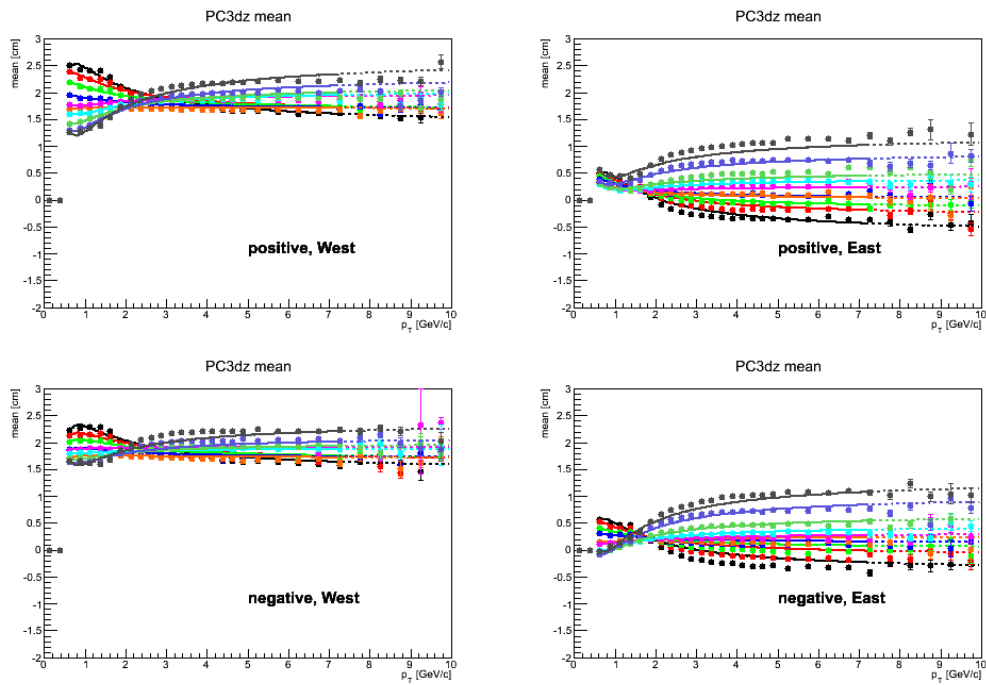 PC3dz mean
mean [cm]
3
2.5
2
1.5
1
0.5
0
-0.5
-1
-1.5
-2
positive, West
0 1 2 3 4 5 6 7 8 9 10
p_T [GeV/c]
PC3dz mean
mean [cm]
3
2.5
2
1.5
1
0.5
0
-0.5
-1
-1.5
-2
positive, East
0 1 2 3 4 5 6 7 8 9 10
p_T [GeV/c]
PC3dz mean
mean [cm]
3
2.5
2
1.5
1
0.5
0
-0.5
-1
-1.5
-2
negative, West
0 1 2 3 4 5 6 7 8 9 10
p_T [GeV/c]
PC3dz mean
mean [cm]
3
2.5
2
1.5
1
0.5
0
-0.5
-1
-1.5
-2
negative, East
0 1 2 3 4 5 6 7 8 9 10
p_T [GeV/c]